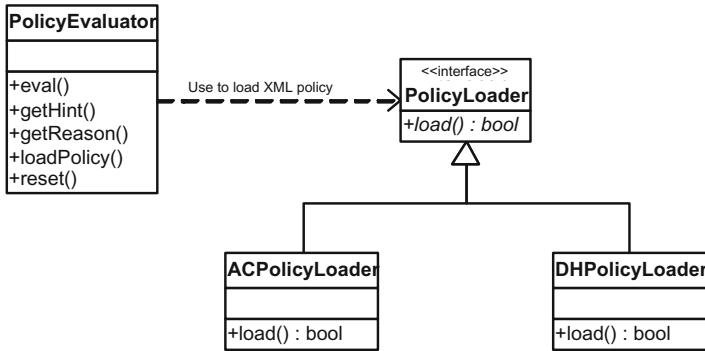 PolicyEvaluator
+eval()
+getHint()
+getReason()
+loadPolicy()
+reset()
Use to load XML policy
<<interface>>
PolicyLoader
+load() : bool
ACPolicyLoader
+load() : bool
DHPolicyLoader
+load() : bool